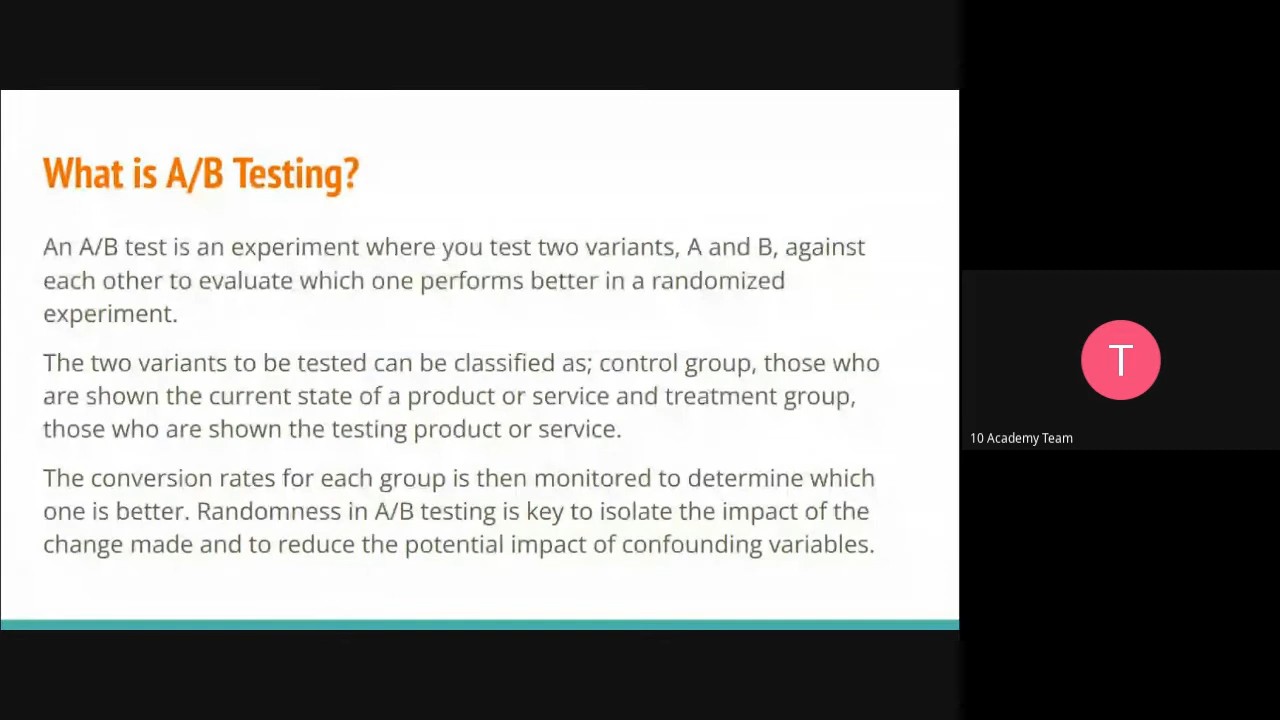 What is A/B Testing?
An A/B test is an experiment where you test two variants, A and B, against
each other to evaluate which one performs better in a randomized
experiment.
The two variants to be tested can be classified as; control group, those who
are shown the current state of a product or service and treatment group,
those who are shown the testing product or service.
The conversion rates for each group is then monitored to determine which
one is better. Randomness in A/B testing is key to isolate the impact of the
change made and to reduce the potential impact of confounding variables.
T
10 Academy Team